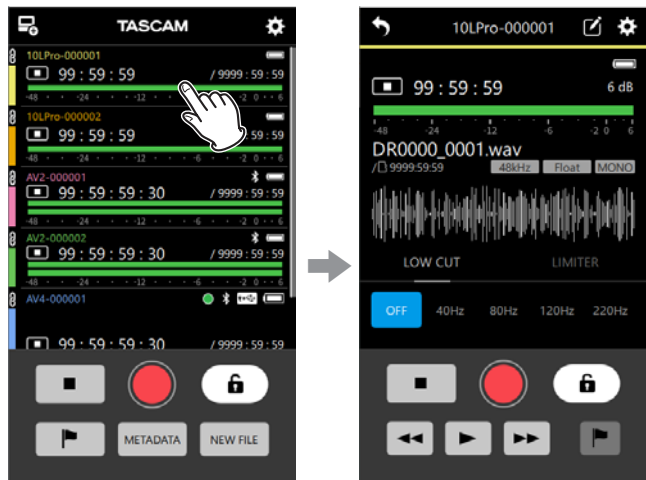 TASCAM
10LPro-000001
99 : 59 : 59 / 9999 : 59 : 59
-48 -24 -12 -6 -2 0 6
10LPro-000002
99 : 59 : 59 59 : 59
-48 -24 -12 -6 -2 0 6
AV2-000001
99 : 59 : 59 : 30 / 9999 : 59 : 59
-48 -24 -12 -6 -2 0 6
AV2-000002
99 : 59 : 59 : 30 / 9999 : 59 : 59
-48 -24 -12 -6 -2 0 6
AV4-000001
99 : 59 : 59 : 30 / 9999 : 59 : 59
METADATA NEW FILE
10LPro-000001
99 : 59 : 59 6 dB
-48 -24 -12 -6 -2 0 6
DR0000_0001.wav
/ 9999:59:59 48kHz Float MONO
LOW CUT LIMITER
OFF 40Hz 80Hz 120Hz 220Hz